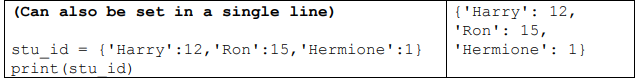 (Can also be set in a single line)
stu_id = {'Harry':12,'Ron':15,'Hermione':1}
print(stu_id)
{'Harry': 12,
'Ron': 15,
'Hermione': 1}